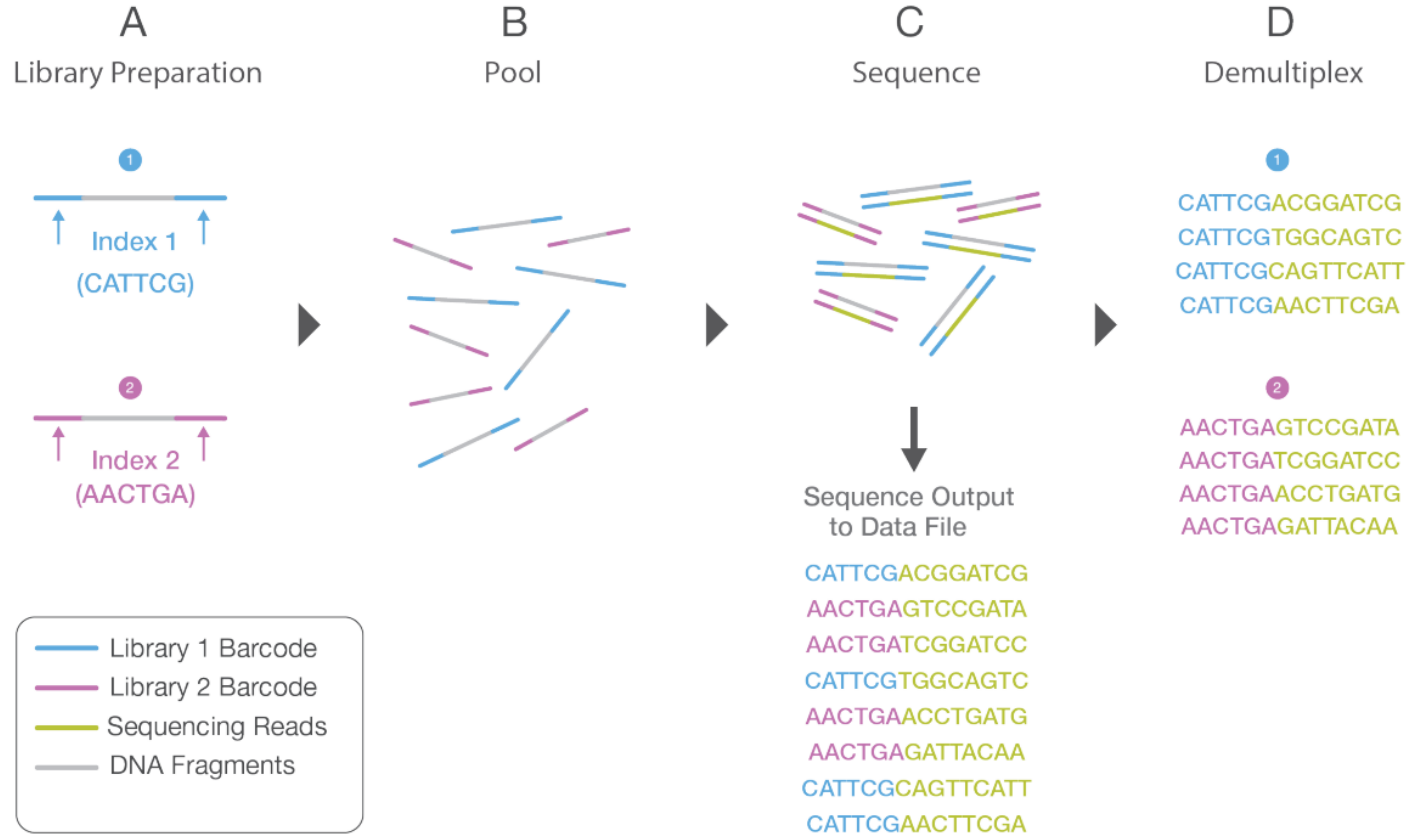 A
Library Preparation
1
Index 1
(CATTCG)
2
Index 2
(AACTGA)
Library 1 Barcode
Library 2 Barcode
Sequencing Reads
DNA Fragments
B
Pool
C
Sequence
Sequence Output
to Data File
CATTCGACGGATCG
AACTGAGTCCGATA
AACTGATCGGATCC
CATTCGTGGCAGTC
AACTGAACCTGATG
AACTGAGATTACAA
CATTCGCAGTTCATT
CATTCGAACTTCGA
D
Demultiplex
1
CATTCGACGGATCG
CATTCGTGGCAGTC
CATTCGCAGTTCATT
CATTCGAACTTCGA
2
AACTGAGTCCGATA
AACTGATCGGATCC
AACTGAACCTGATG
AACTGAGATTACAA